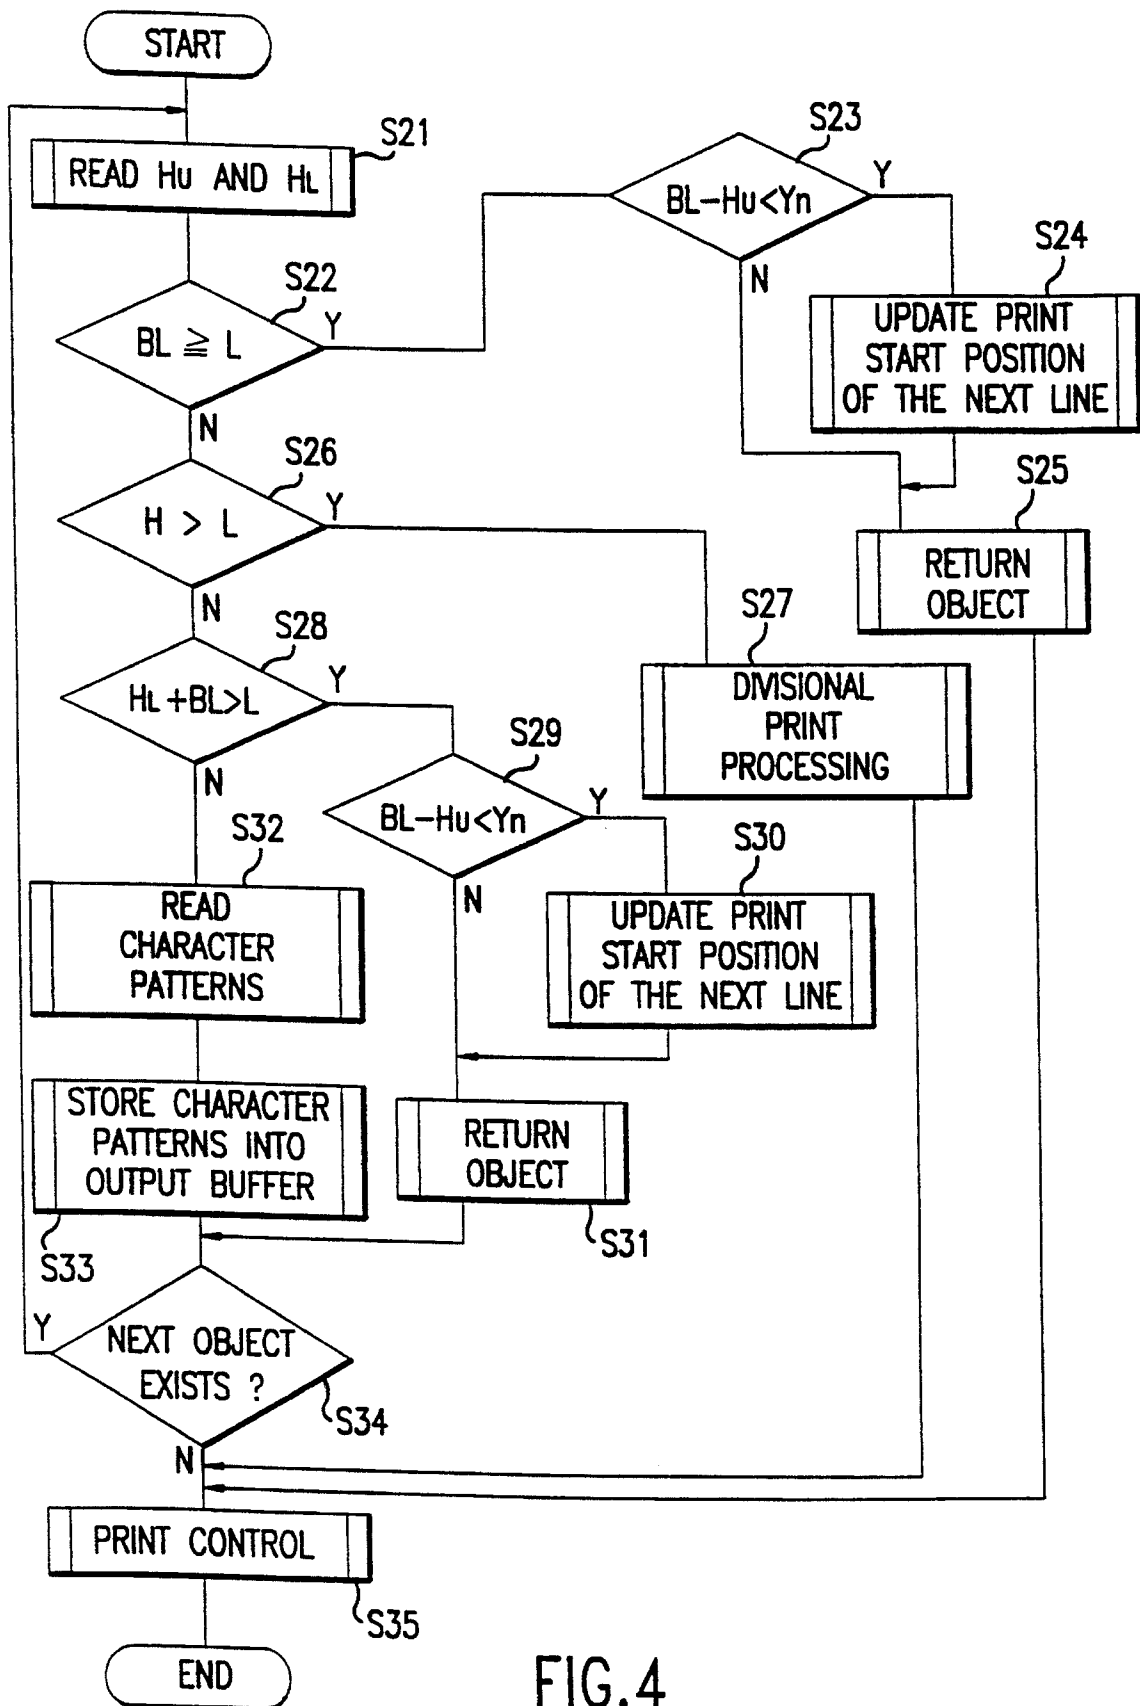 START
READ HU AND HL
S21
BL ≧ L
S22
Y
N
BL-HU<Yn
S23
Y
N
UPDATE PRINT
START POSITION
OF THE NEXT LINE
S24
RETURN
OBJECT
S25
H > L
S26
Y
N
DIVISIONAL
PRINT
PROCESSING
S27
HL+BL>L
S28
Y
N
BL-HU<Yn
S29
Y
N
UPDATE PRINT
START POSITION
OF THE NEXT LINE
S30
RETURN
OBJECT
S31
READ
CHARACTER
PATTERNS
S32
STORE CHARACTER
PATTERNS INTO
OUTPUT BUFFER
S33
NEXT OBJECT
EXISTS ?
S34
Y
N
PRINT CONTROL
S35
END
FIG.4